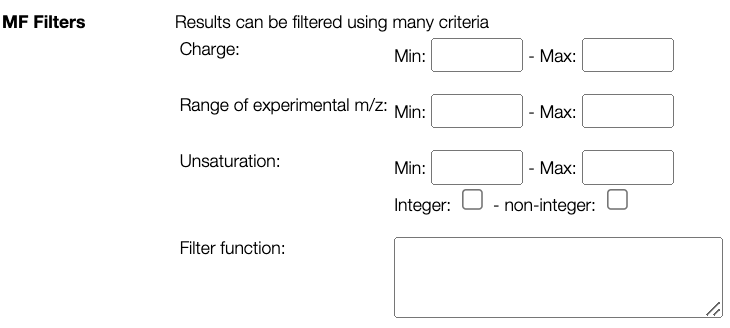 MF Filters Results can be filtered using many criteria
Charge: Min: - Max:
Range of experimental m/z: Min: - Max:
Unsaturation: Min: - Max:
Integer: - non-integer:
Filter function: